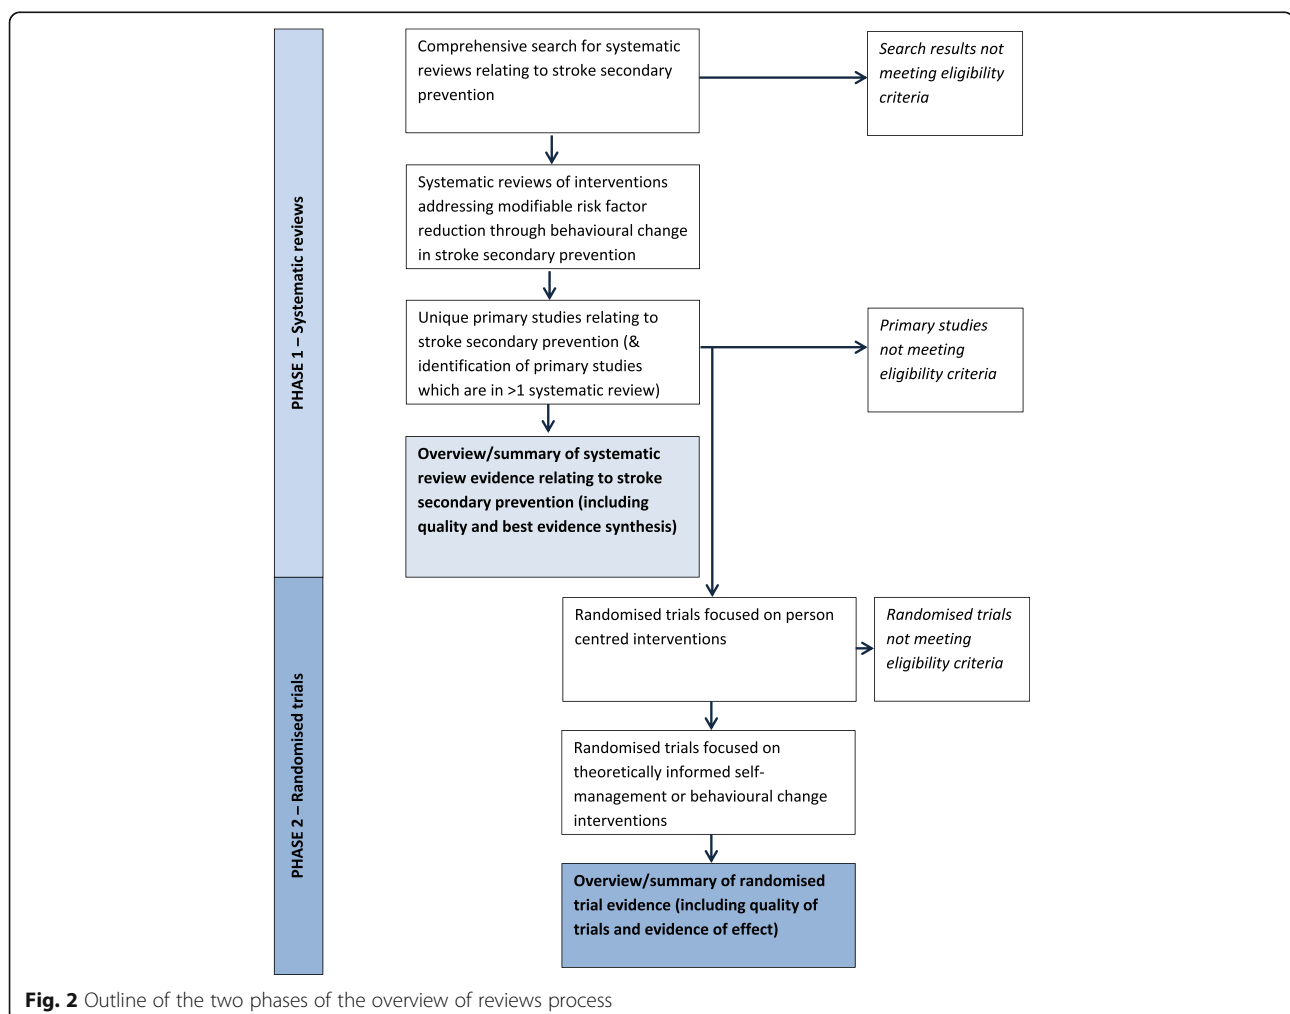 PHASE 1 – Systematic reviews
Comprehensive search for systematic
reviews relating to stroke secondary
prevention
Search results not
meeting eligibility
criteria
Systematic reviews of interventions
addressing modifiable risk factor
reduction through behavioural change
in stroke secondary prevention
Unique primary studies relating to
stroke secondary prevention (&
identification of primary studies
which are in >1 systematic review)
Primary studies
not meeting
eligibility criteria
Overview/summary of systematic
review evidence relating to stroke
secondary prevention (including
quality and best evidence synthesis)
PHASE 2 – Randomised trials
Randomised trials focused on person
centred interventions
Randomised trials
not meeting
eligibility criteria
Randomised trials focused on
theoretically informed self-
management or behavioural change
interventions
Overview/summary of randomised
trial evidence (including quality of
trials and evidence of effect)
Fig. 2 Outline of the two phases of the overview of reviews process